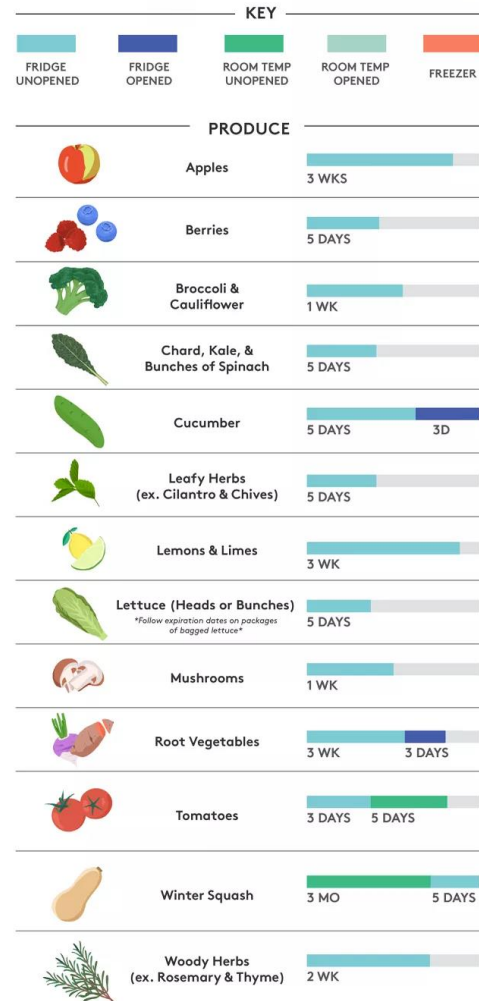 KEY
FRIDGE
UNOPENED
FRIDGE
OPENED
ROOM TEMP
UNOPENED
ROOM TEMP
OPENED
FREEZER
PRODUCE
Apples
3 WKS
Berries
5 DAYS
Broccoli &
Cauliflower
1 WK
Chard, Kale, &
Bunches of Spinach
5 DAYS
Cucumber
5 DAYS 3D
Leafy Herbs
(ex. Cilantro & Chives)
5 DAYS
Lemons & Limes
3 WK
Lettuce (Heads or Bunches)
*Follow expiration dates on packages
of bagged lettuce*
5 DAYS
Mushrooms
1 WK
Root Vegetables
3 WK 3 DAYS
Tomatoes
3 DAYS 5 DAYS
Winter Squash
3 MO 5 DAYS
Woody Herbs
(ex. Rosemary & Thyme)
2 WK